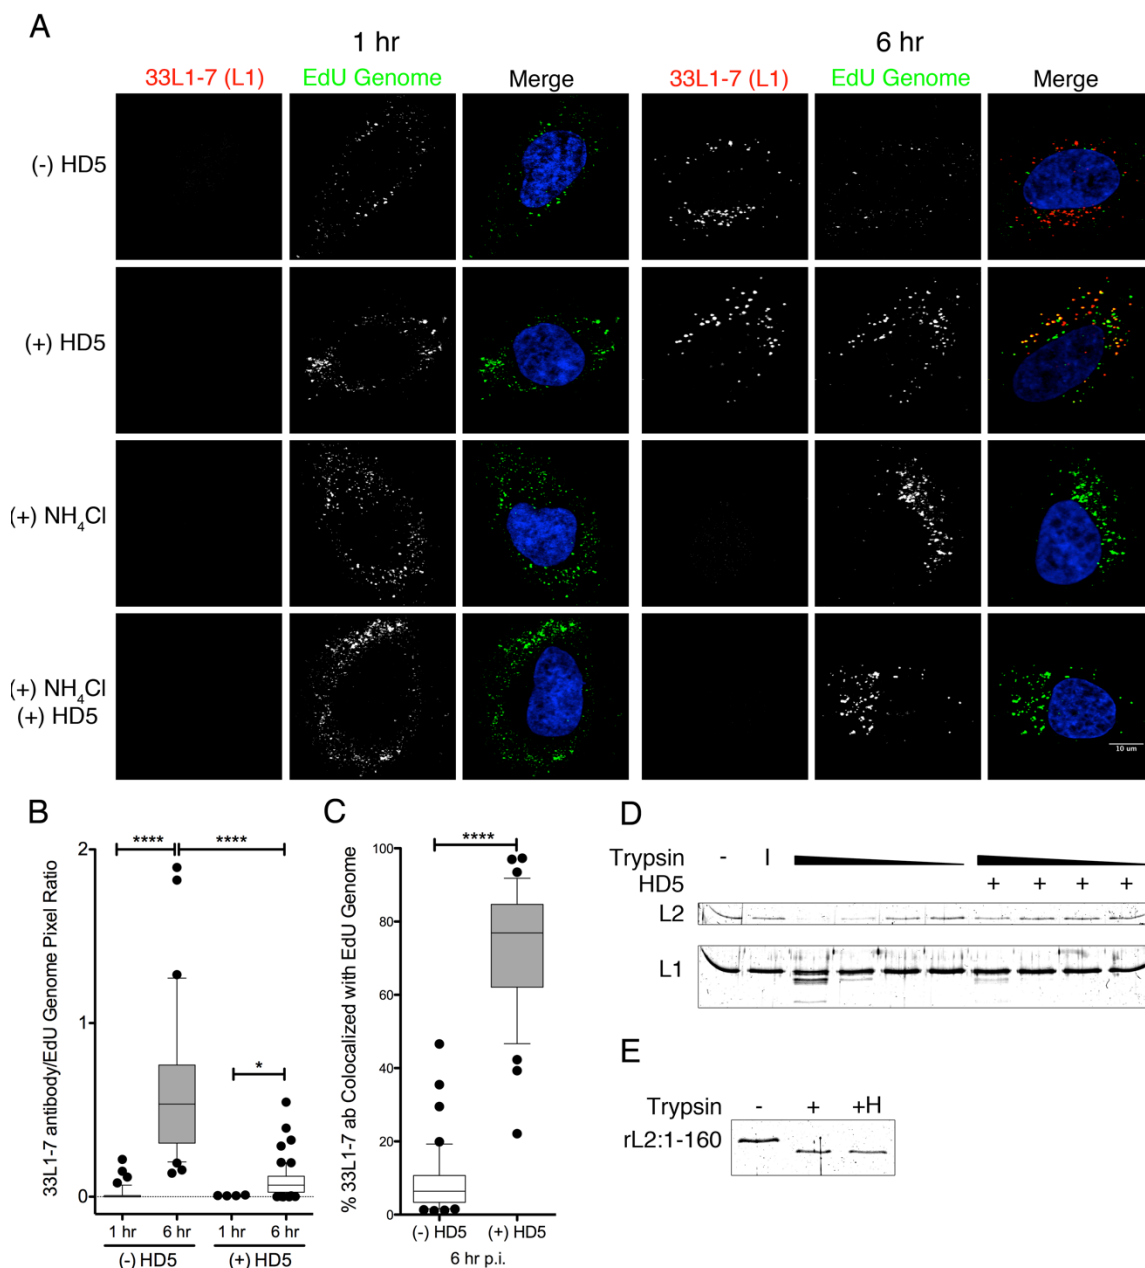 A
1 hr
6 hr
33L1-7 (L1)
EdU Genome
Merge
33L1-7 (L1)
EdU Genome
Merge
(-) HD5
(+) HD5
(+) NH₄Cl
(+) NH₄Cl
(+) HD5
10 um
B
33L1-7 antibody/EdU Genome Pixel Ratio
2
1
0
****
****
*
1 hr
6 hr
1 hr
6 hr
(-) HD5
(+) HD5
C
% 33L1-7 ab Colocalized with EdU Genome
100
80
60
40
20
0
****
(-) HD5
(+) HD5
6 hr p.i.
D
Trypsin - I
HD5 + + + +
L2
L1
E
Trypsin - + +H
rL2:1-160